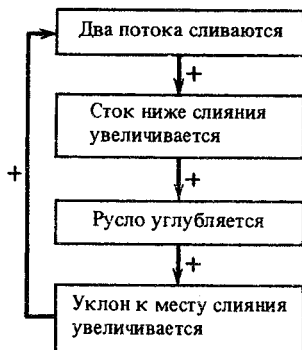 Два потока сливаются
+
Сток ниже слияния
увеличивается
+
+
Русло углубляется
+
Уклон к месту слияния
увеличивается